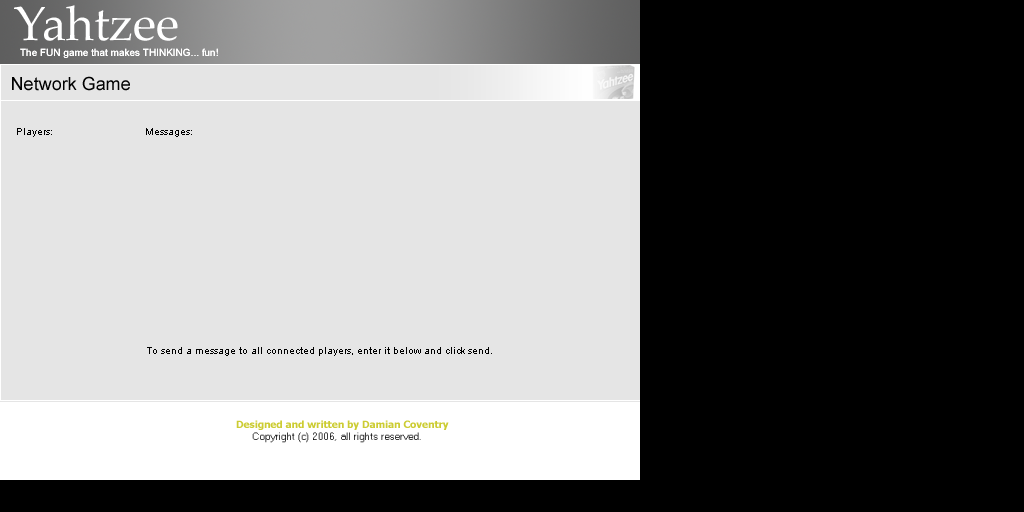 Yahtzee
The FUN game that makes THINKING... fun!
Network Game
Yahtzee
Players:
Messages:
To send a message to all connected players, enter it below and click send.
Designed and written by Damian Coventry
Copyright (c) 2006, all rights reserved.